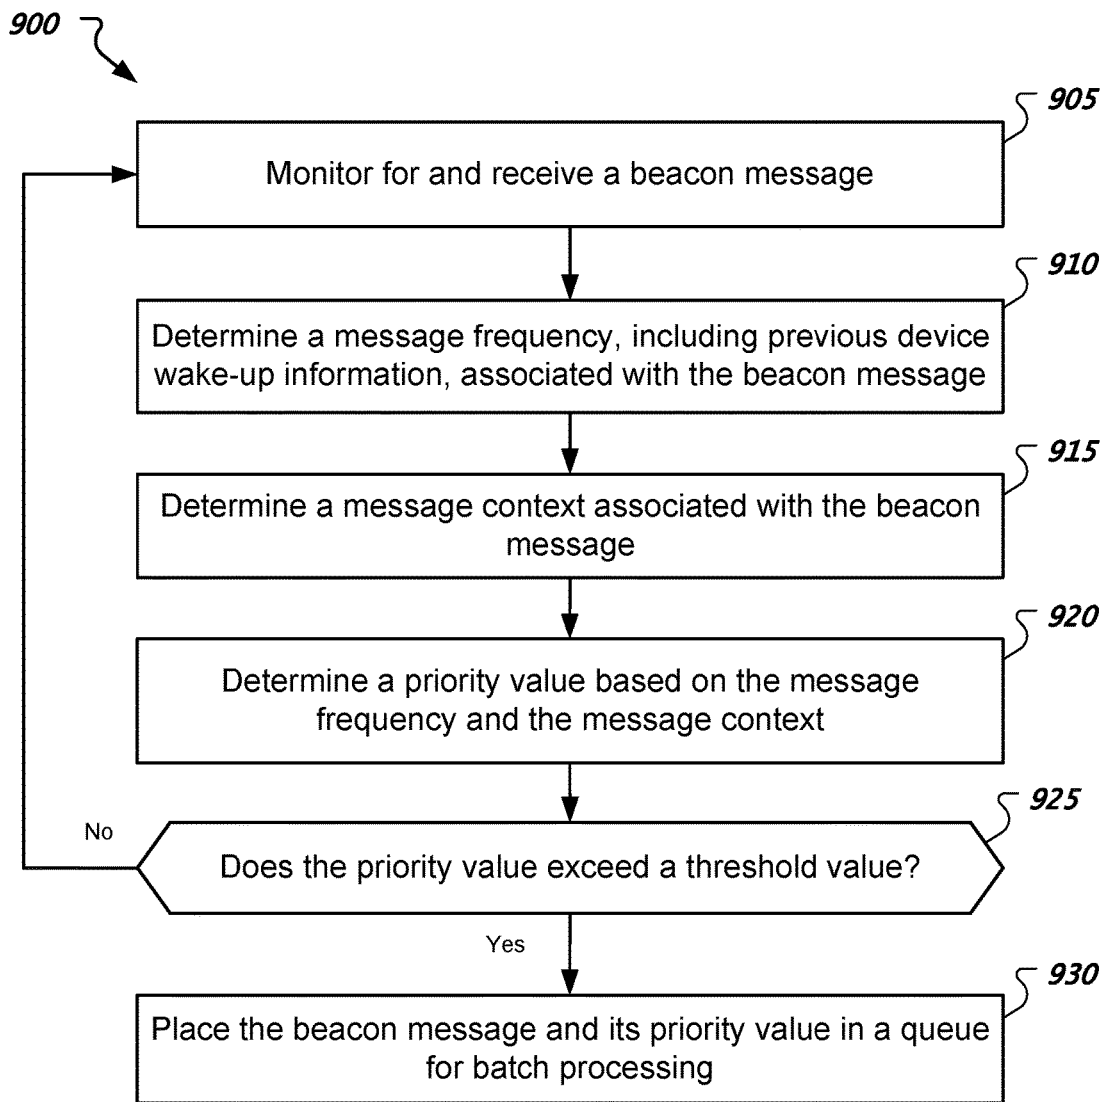 900
905
Monitor for and receive a beacon message
910
Determine a message frequency, including previous device
wake-up information, associated with the beacon message
915
Determine a message context associated with the beacon
message
920
Determine a priority value based on the message
frequency and the message context
925
No
Does the priority value exceed a threshold value?
Yes
930
Place the beacon message and its priority value in a queue
for batch processing